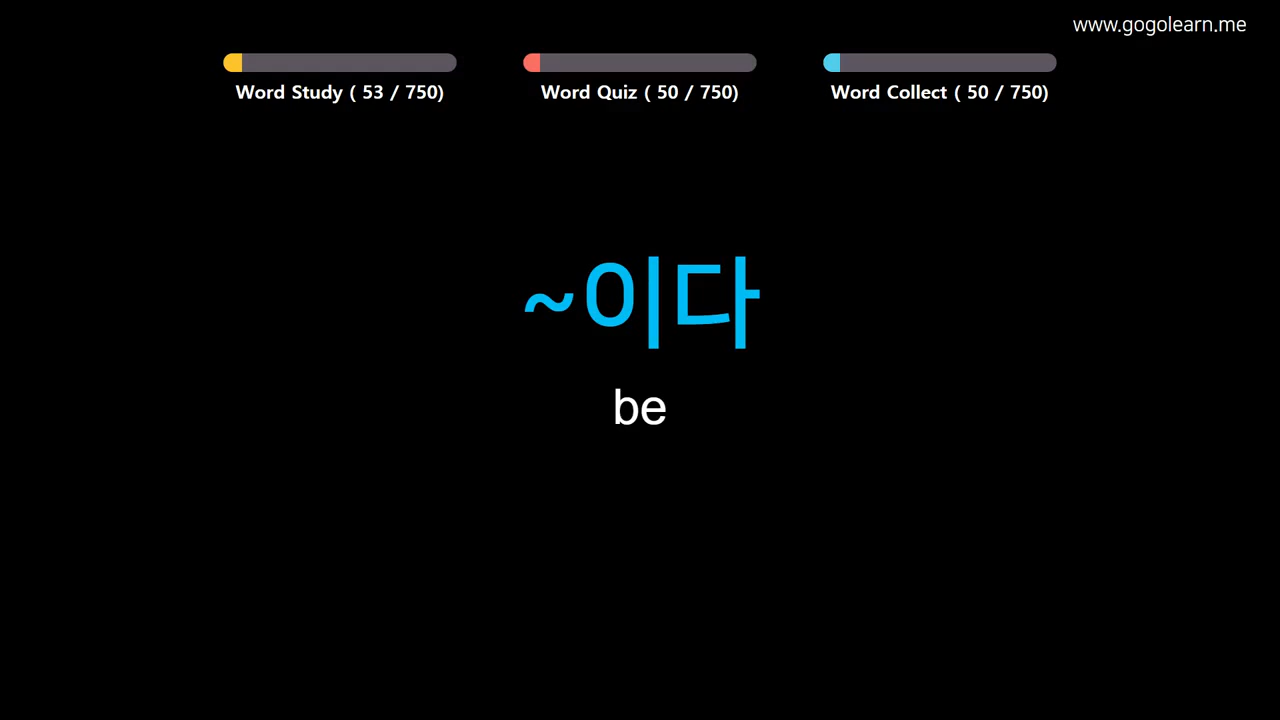 www.gogolearn.me
Word Study ( 53 / 750)
Word Quiz ( 50 / 750)
Word Collect ( 50 / 750)
~이다
be